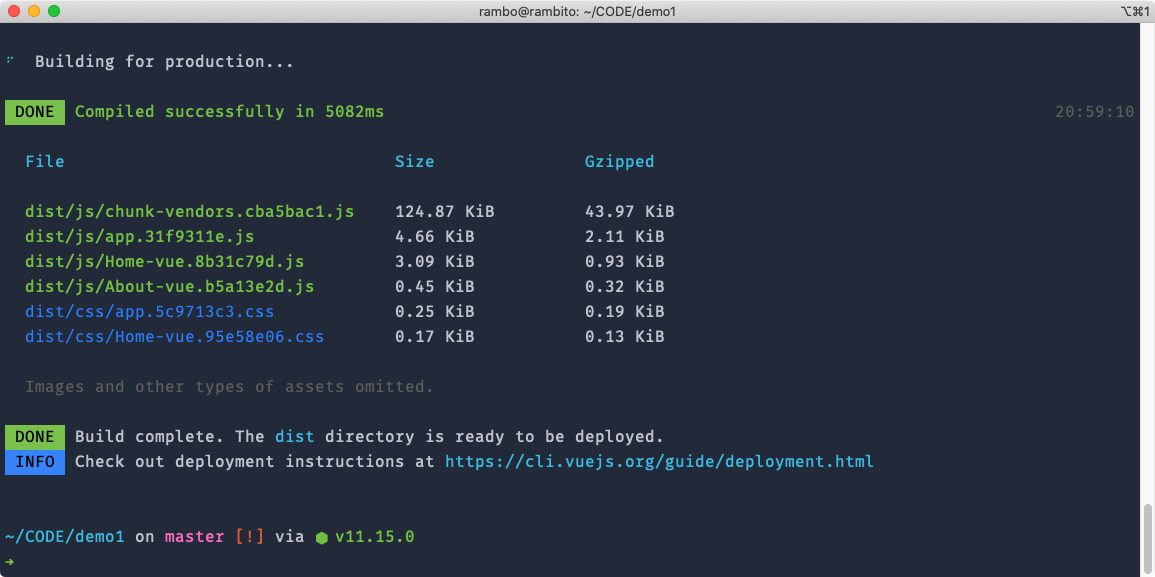 rambo@rambito: ~/CODE/demo1 ⌥⌘1
⠋ Building for production...
DONE Compiled successfully in 5082ms 20:59:10
File Size Gzipped
dist/js/chunk-vendors.cba5bac1.js 124.87 KiB 43.97 KiB
dist/js/app.31f9311e.js 4.66 KiB 2.11 KiB
dist/js/Home-vue.8b31c79d.js 3.09 KiB 0.93 KiB
dist/js/About-vue.b5a13e2d.js 0.45 KiB 0.32 KiB
dist/css/app.5c9713c3.css 0.25 KiB 0.19 KiB
dist/css/Home-vue.95e58e06.css 0.17 KiB 0.13 KiB
Images and other types of assets omitted.
DONE Build complete. The dist directory is ready to be deployed.
INFO Check out deployment instructions at https://cli.vuejs.org/guide/deployment.html
~/CODE/demo1 on master [!] via ⬢ v11.15.0
➜